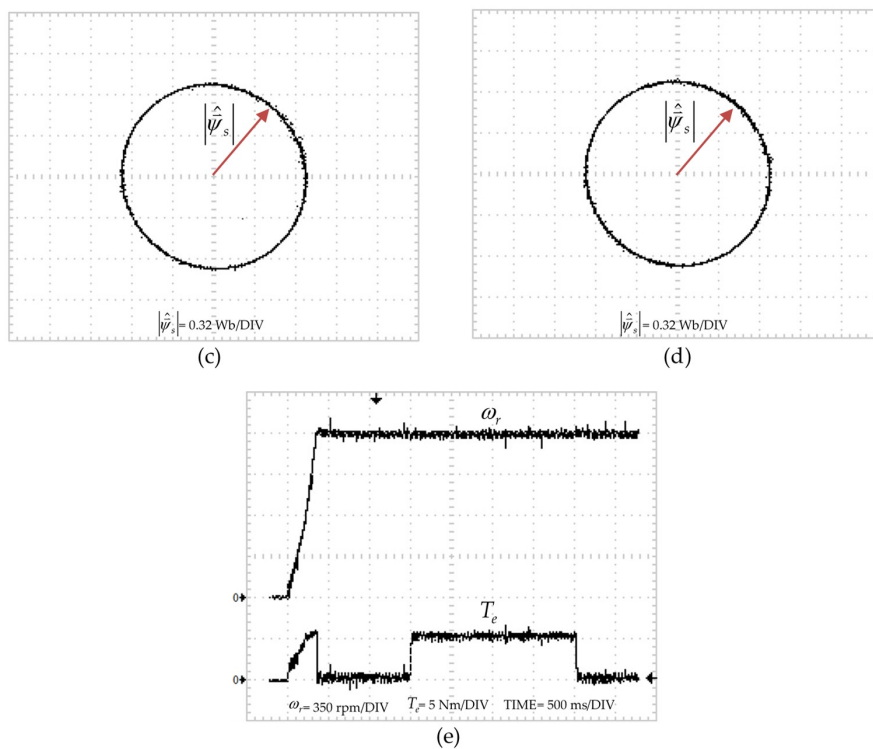 |ψ̂_s|
|ψ̂_s|
|ψ̂_s| = 0.32 Wb/DIV
|ψ̂_s| = 0.32 Wb/DIV
(c)
(d)
ω_r
0
T_e
0
ω_r= 350 rpm/DIV T_e= 5 Nm/DIV TIME= 500 ms/DIV
(e)